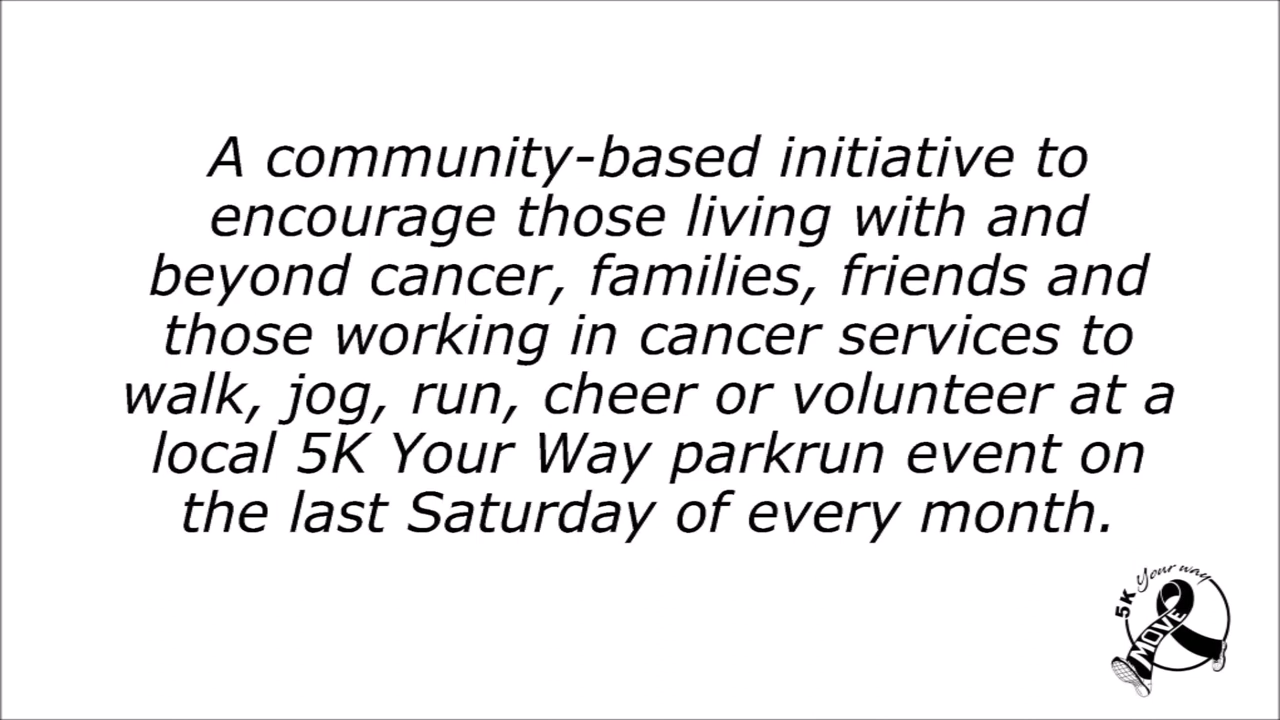 A community-based initiative to
encourage those living with and
beyond cancer, families, friends and
those working in cancer services to
walk, jog, run, cheer or volunteer at a
local 5K Your Way parkrun event on
the last Saturday of every month.
5K Your way
MOVE